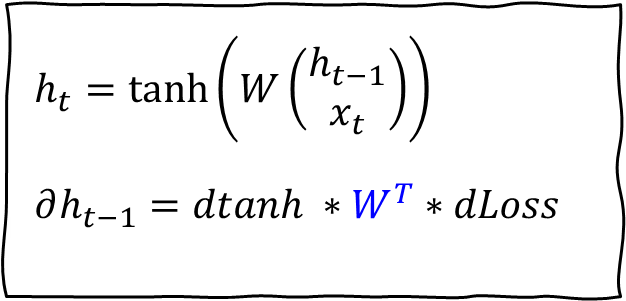 h_t = tanh(W(h_{t-1} x_t))
∂h_{t-1} = dtanh * W^T * dLoss